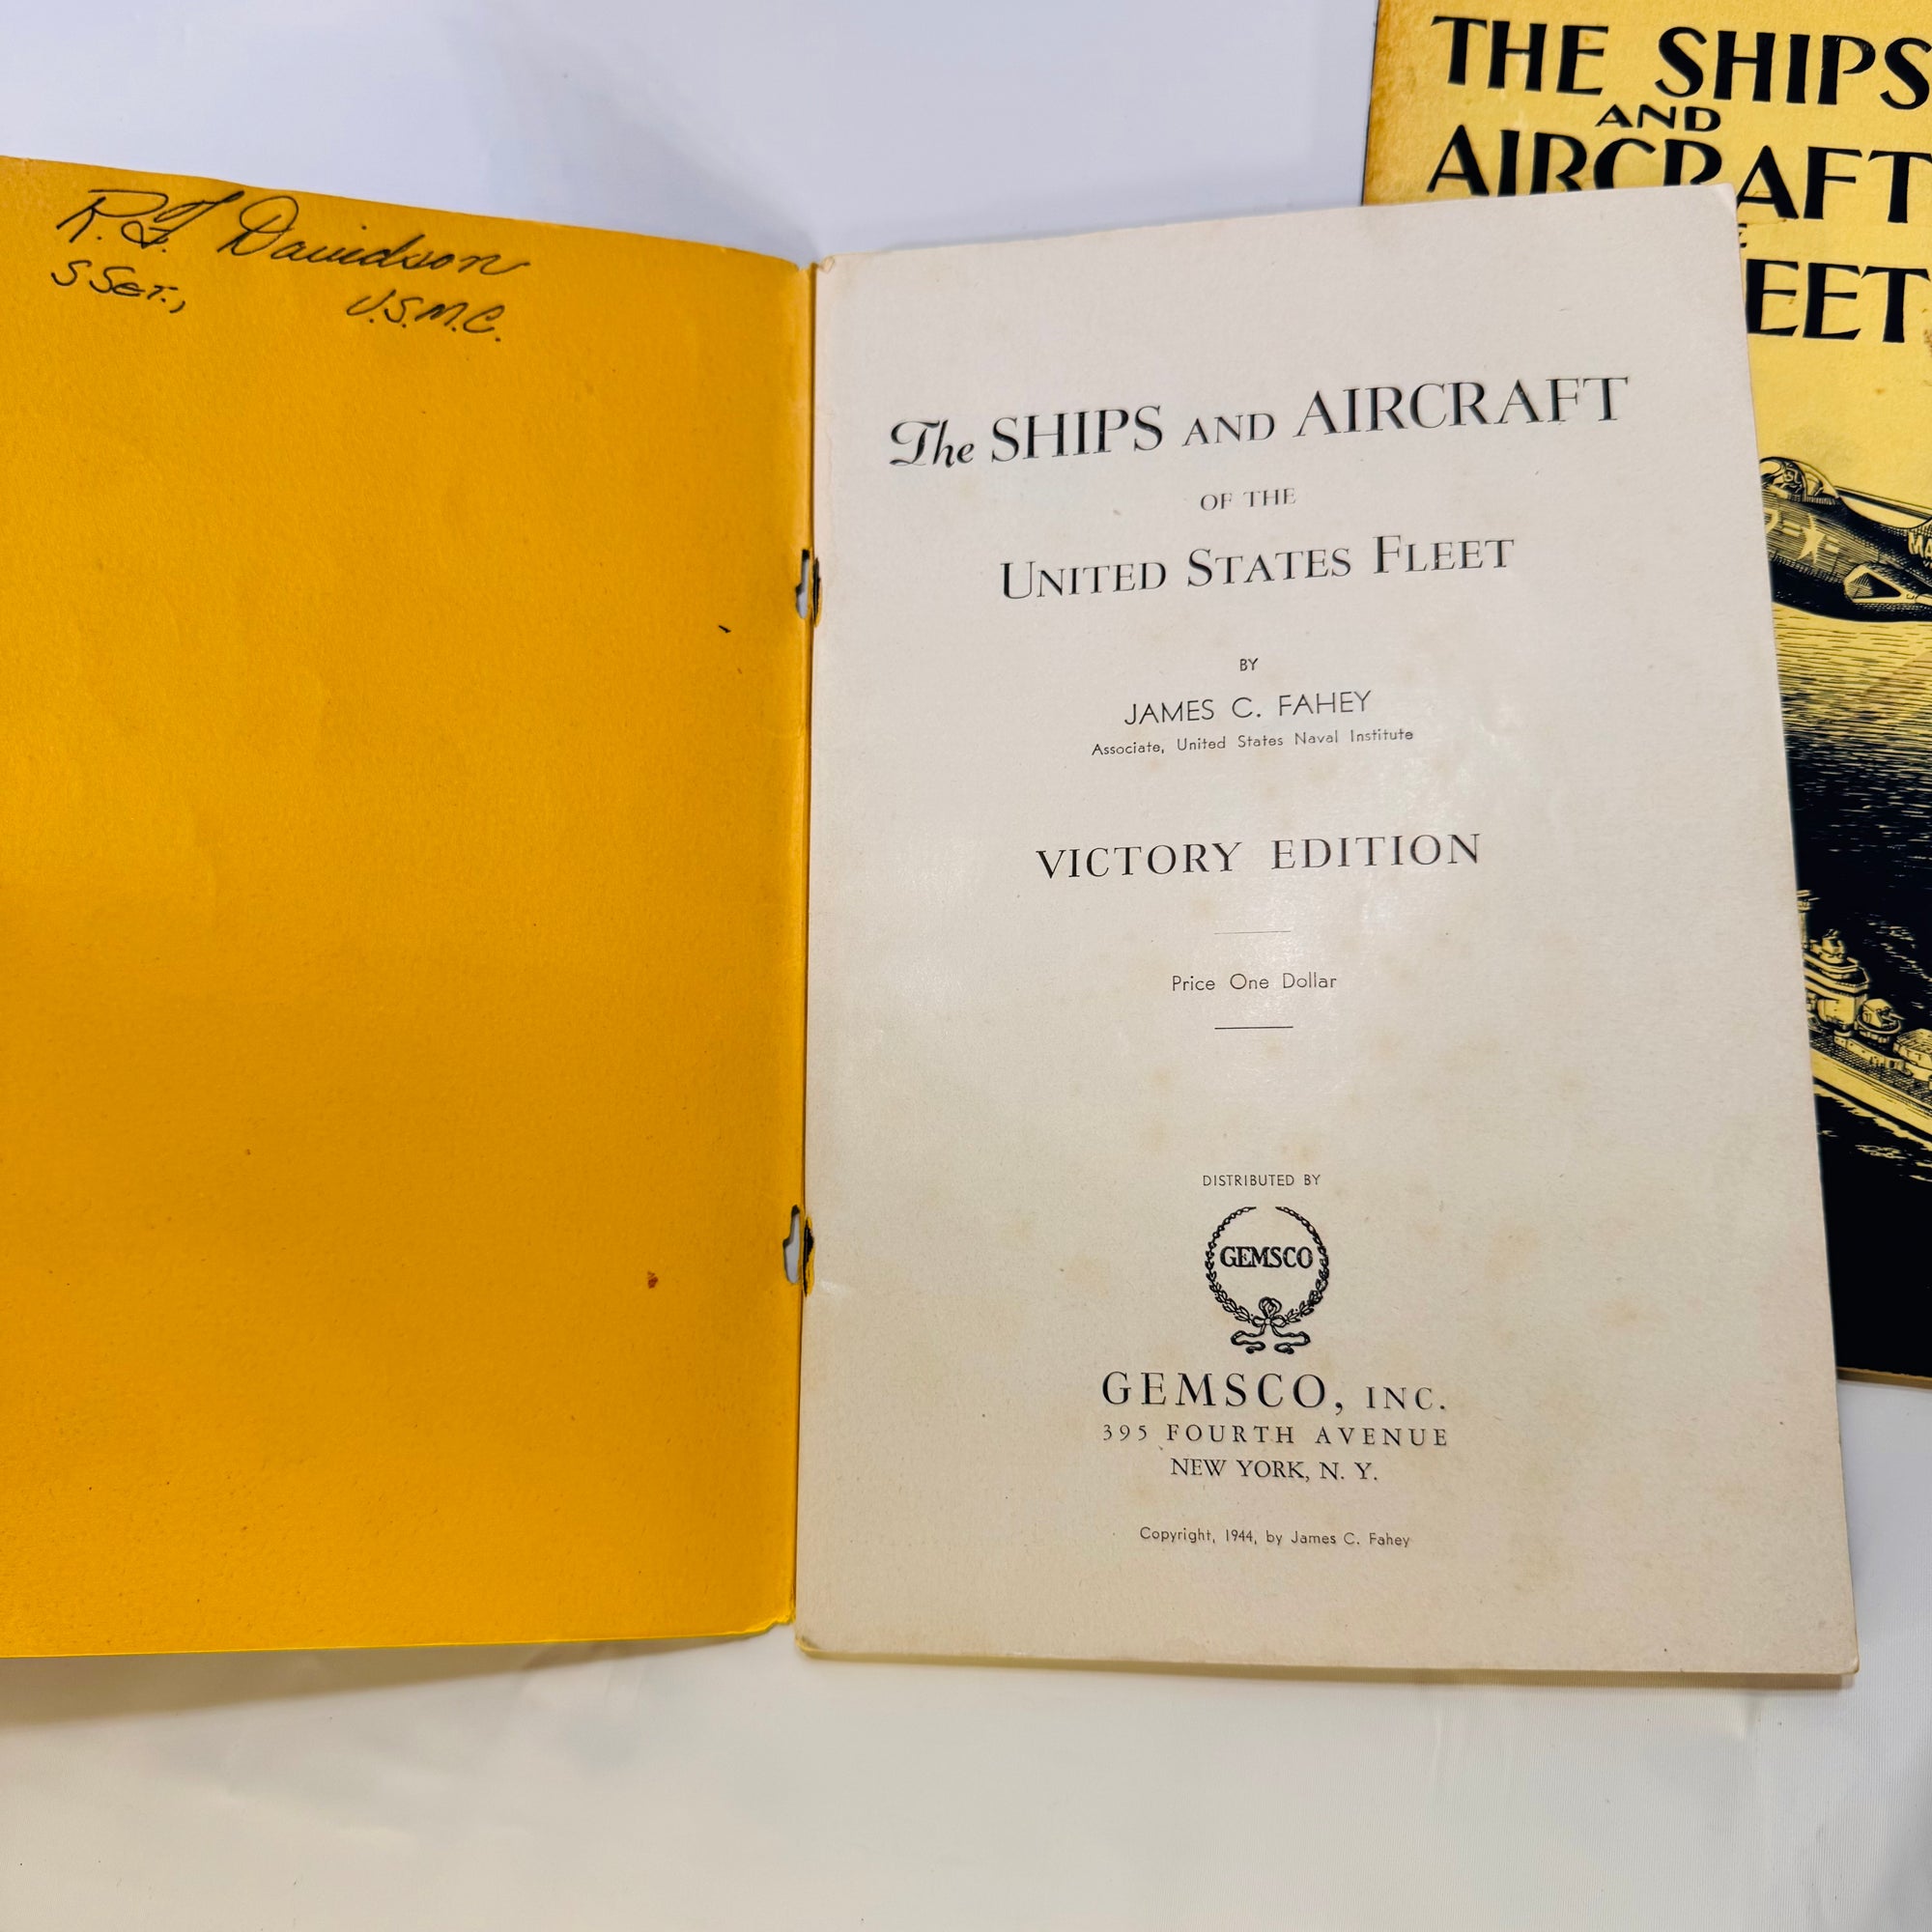 R. F. Davidson
S Sgt., U.S.M.C.
The SHIPS AND AIRCRAFT
OF THE
UNITED STATES FLEET
BY
JAMES C. FAHEY
Associate, United States Naval Institute
VICTORY EDITION
Price One Dollar
DISTRIBUTED BY
GEMSCO
GEMSCO, INC.
395 FOURTH AVENUE
NEW YORK, N. Y.
Copyright, 1944, by James C. Fahey
THE SHIPS
AND
AIRCRAFT
EET